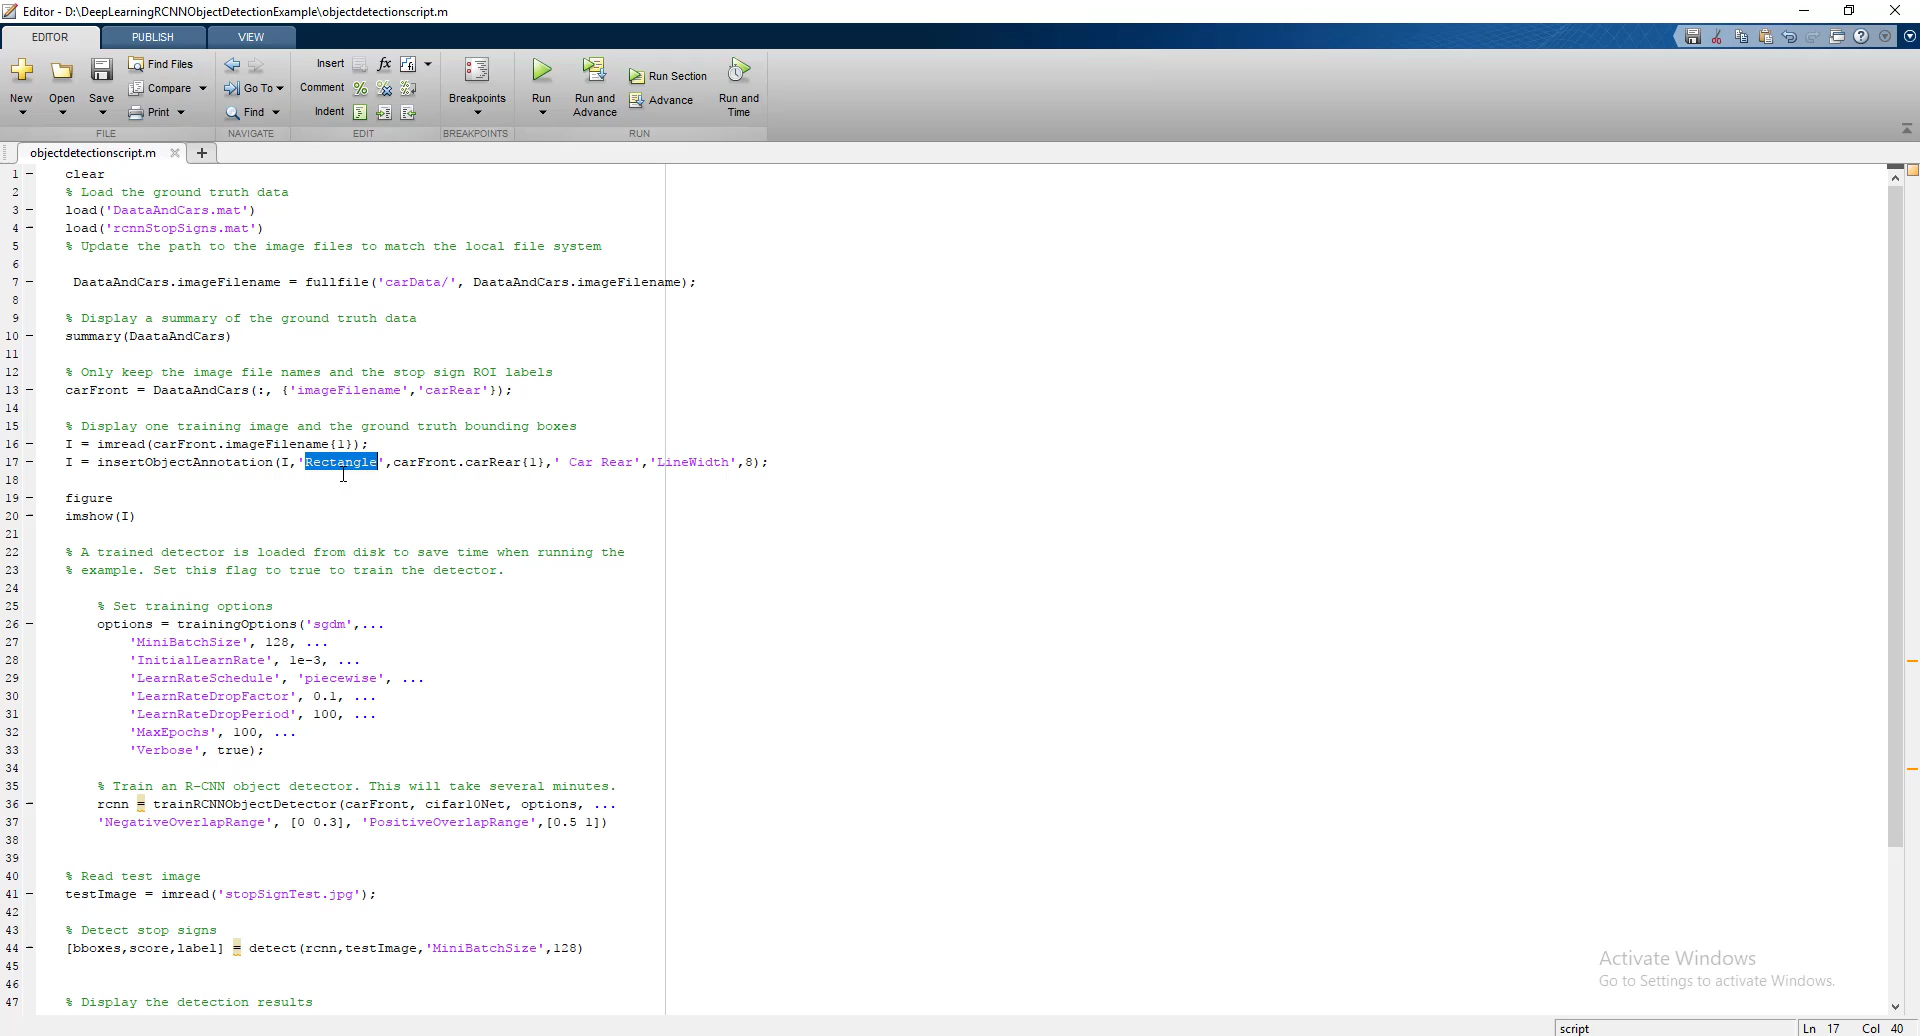 Editor - D:\DeepLearningRCNNObjectDetectionExample\objectdetectionscript.m
EDITOR PUBLISH VIEW
New Open Save Find Files Compare Print
Go To Find
Insert fx
Comment
Indent
Breakpoints
Run Run and Advance Run Section Advance Run and Time
FILE NAVIGATE EDIT BREAKPOINTS RUN
objectdetectionscript.m
1 clear
2 % Load the ground truth data
3 load('DaataAndCars.mat')
4 load('rcnnStopSigns.mat')
5 % Update the path to the image files to match the local file system
6
7 DaataAndCars.imageFilename = fullfile('carData/', DaataAndCars.imageFilename);
8
9 % Display a summary of the ground truth data
10 summary(DaataAndCars)
11
12 % Only keep the image file names and the stop sign ROI labels
13 carFront = DaataAndCars(:, {'imageFilename','carRear'});
14
15 % Display one training image and the ground truth bounding boxes
16 I = imread(carFront.imageFilename{1});
17 I = insertObjectAnnotation(I,'Rectangle',carFront.carRear{1},' Car Rear','LineWidth',8);
18
19 figure
20 imshow(I)
21
22 % A trained detector is loaded from disk to save time when running the
23 % example. Set this flag to true to train the detector.
24
25 % Set training options
26 options = trainingOptions('sgdm',...
27 'MiniBatchSize', 128, ...
28 'InitialLearnRate', 1e-3, ...
29 'LearnRateSchedule', 'piecewise', ...
30 'LearnRateDropFactor', 0.1, ...
31 'LearnRateDropPeriod', 100, ...
32 'MaxEpochs', 100, ...
33 'Verbose', true);
34
35 % Train an R-CNN object detector. This will take several minutes.
36 rcnn = trainRCNNObjectDetector(carFront, cifar10Net, options, ...
37 'NegativeOverlapRange', [0 0.3], 'PositiveOverlapRange',[0.5 1])
38
39
40 % Read test image
41 testImage = imread('stopSignTest.jpg');
42
43 % Detect stop signs
44 [bboxes,score,label] = detect(rcnn,testImage,'MiniBatchSize',128)
45
46
47 % Display the detection results
Activate Windows
Go to Settings to activate Windows.
script Ln 17 Col 40